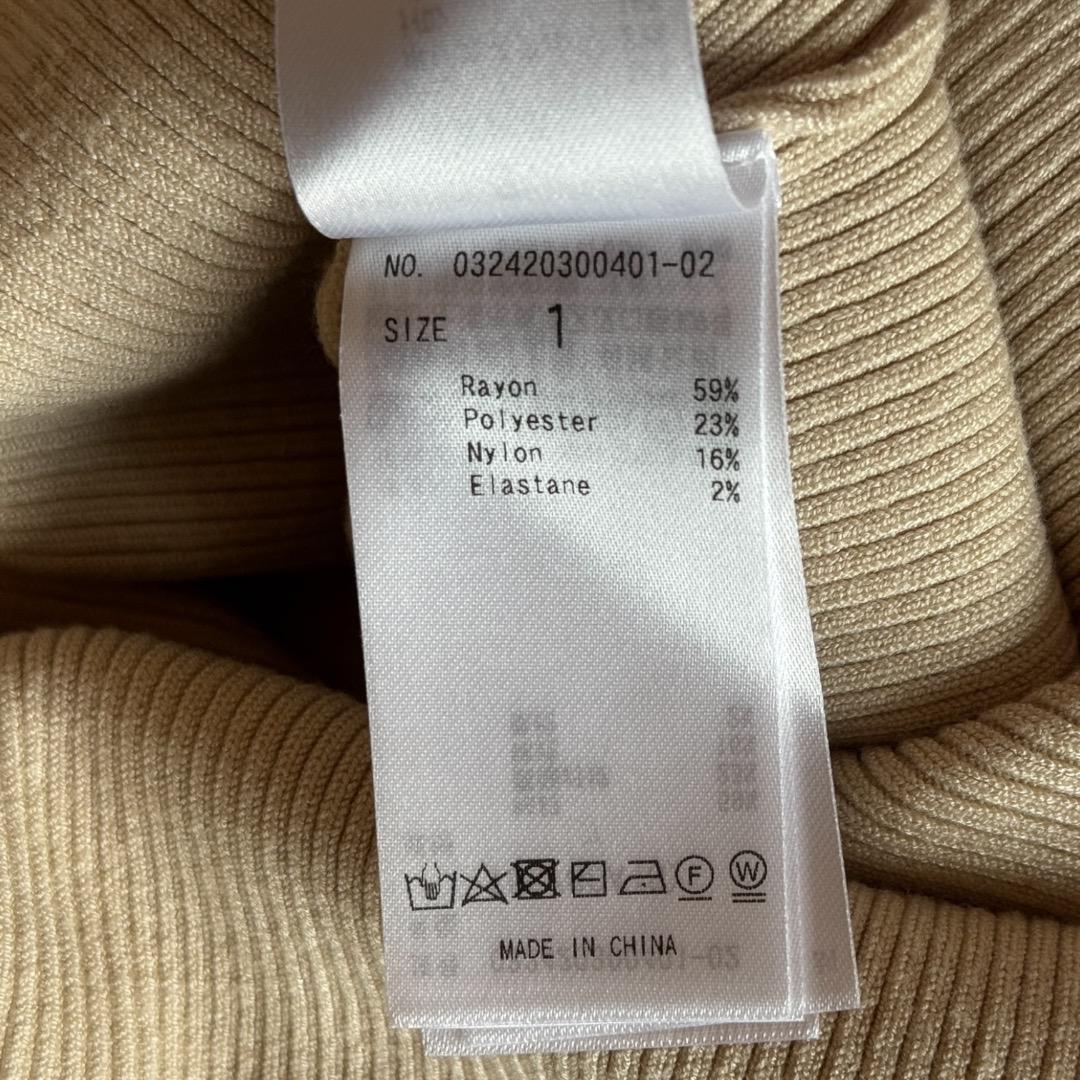 NO. 032420300401-02
SIZE 1
Rayon 59%
Polyester 23%
Nylon 16%
Elastane 2%
F W
MADE IN CHINA